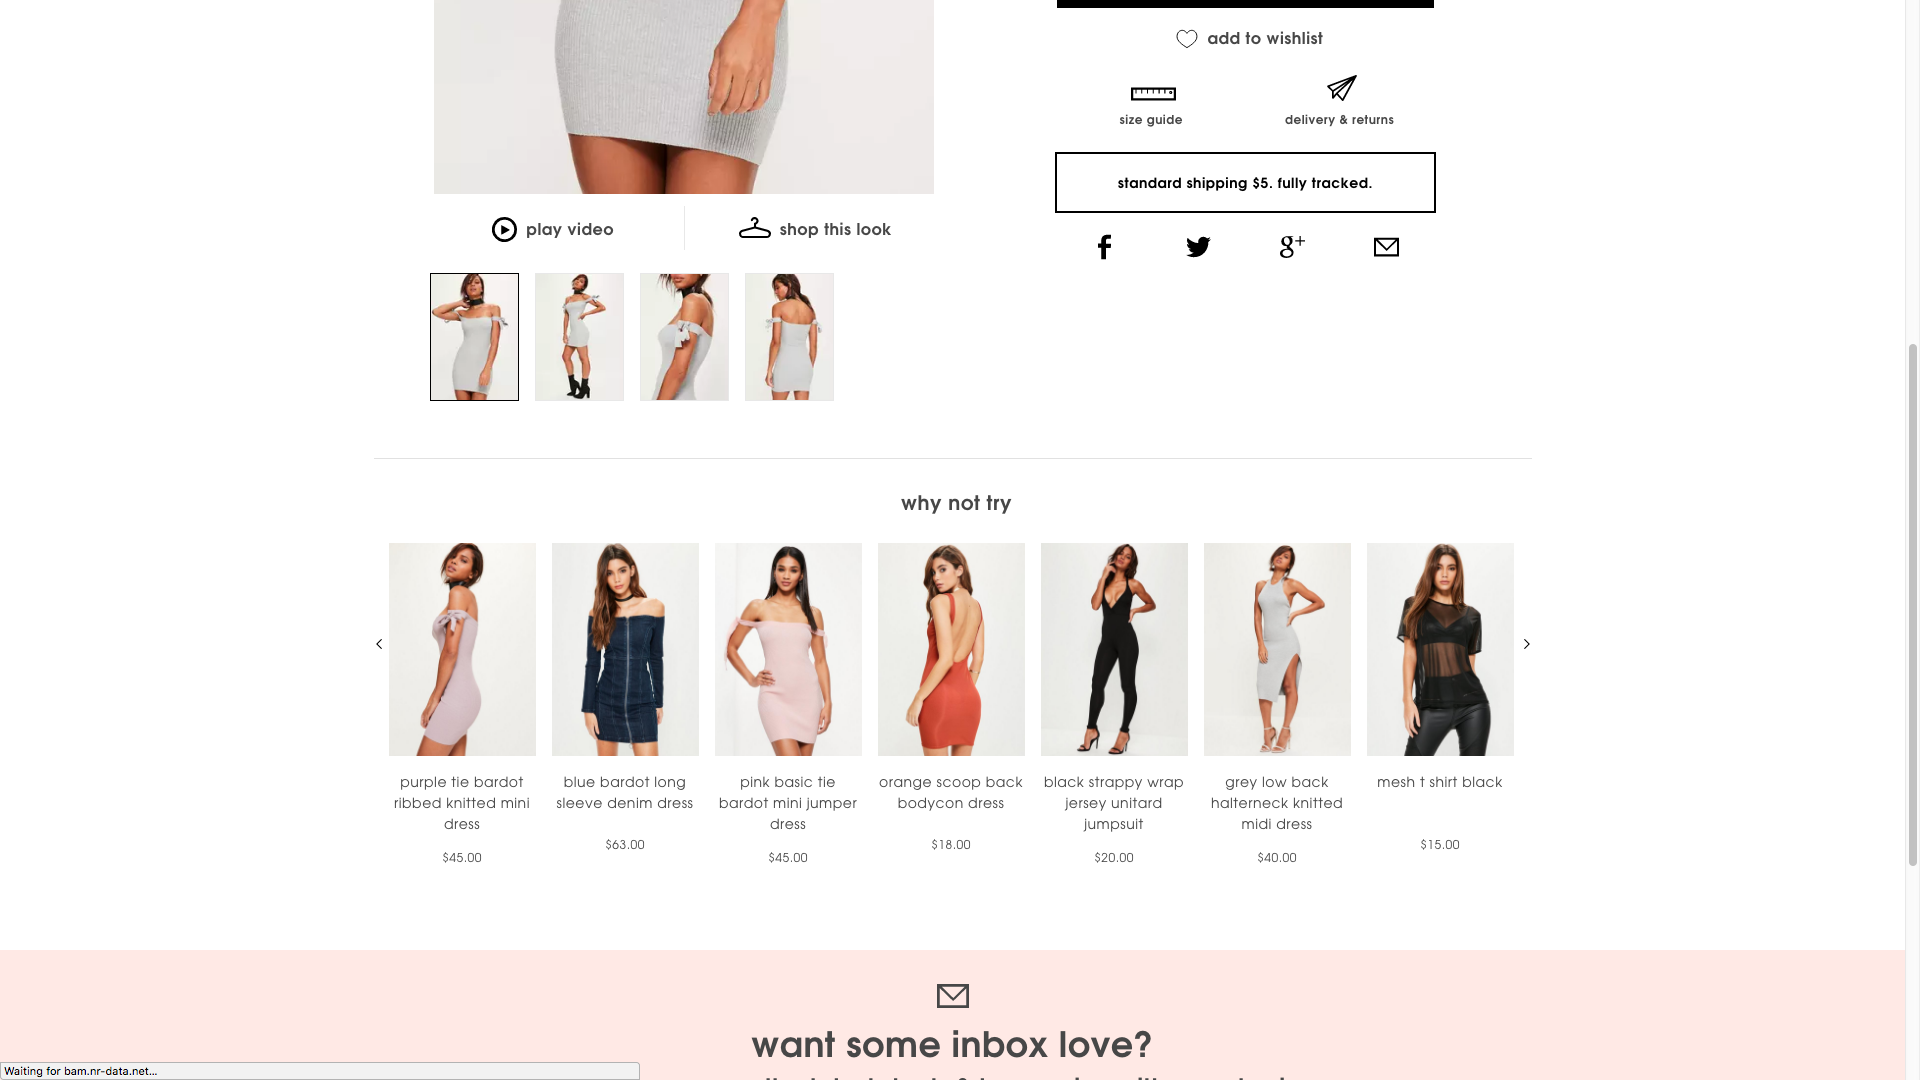 add to wishlist
size guide
delivery & returns
standard shipping $5. fully tracked.
play video
shop this look
why not try
purple tie bardot
ribbed knitted mini
dress
$45.00
blue bardot long
sleeve denim dress
$63.00
pink basic tie
bardot mini jumper
dress
$45.00
orange scoop back
bodycon dress
$18.00
black strappy wrap
jersey unitard
jumpsuit
$20.00
grey low back
halterneck knitted
midi dress
$40.00
mesh t shirt black
$15.00
want some inbox love?
Waiting for bam.nr-data.net...